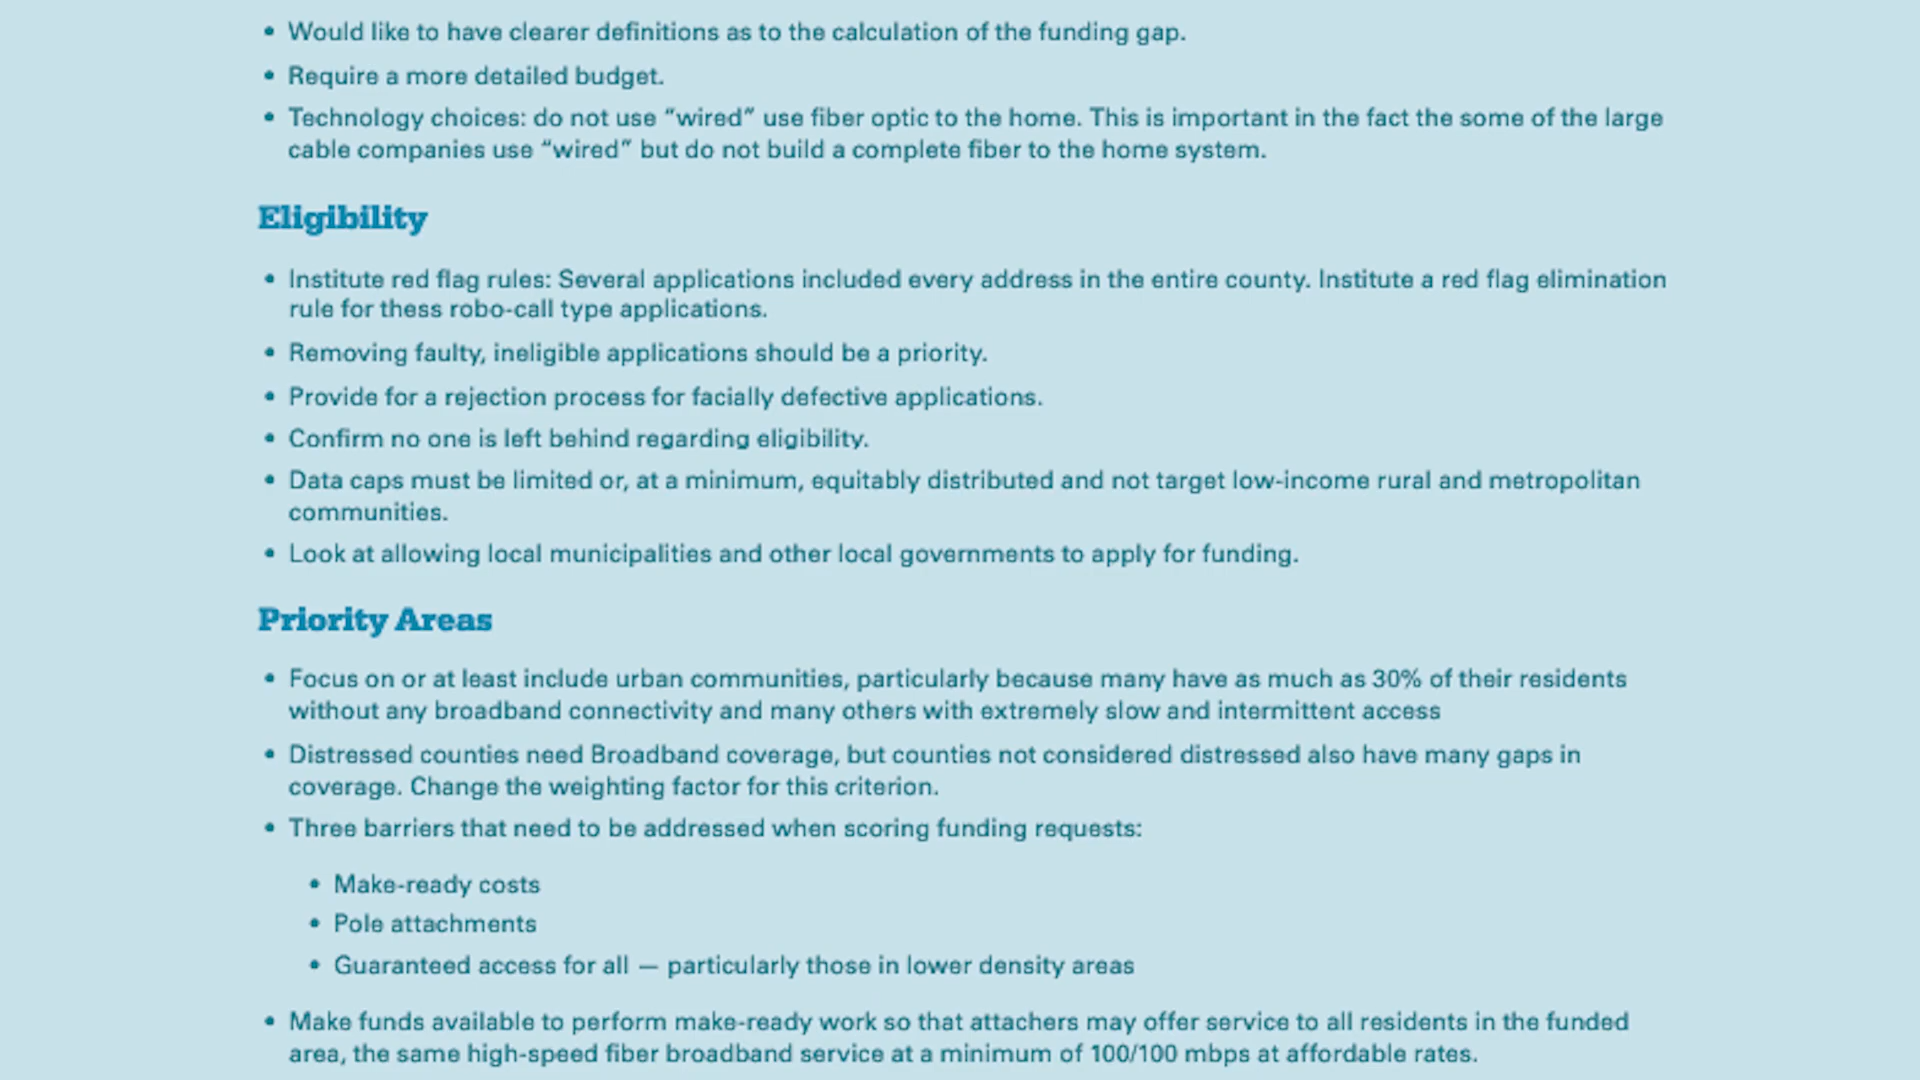 • Would like to have clearer definitions as to the calculation of the funding gap.
• Require a more detailed budget.
• Technology choices: do not use “wired” use fiber optic to the home. This is important in the fact the some of the large
cable companies use “wired” but do not build a complete fiber to the home system.
Eligibility
• Institute red flag rules: Several applications included every address in the entire county. Institute a red flag elimination
rule for thess robo-call type applications.
• Removing faulty, ineligible applications should be a priority.
• Provide for a rejection process for facially defective applications.
• Confirm no one is left behind regarding eligibility.
• Data caps must be limited or, at a minimum, equitably distributed and not target low-income rural and metropolitan
communities.
• Look at allowing local municipalities and other local governments to apply for funding.
Priority Areas
• Focus on or at least include urban communities, particularly because many have as much as 30% of their residents
without any broadband connectivity and many others with extremely slow and intermittent access
• Distressed counties need Broadband coverage, but counties not considered distressed also have many gaps in
coverage. Change the weighting factor for this criterion.
• Three barriers that need to be addressed when scoring funding requests:
• Make-ready costs
• Pole attachments
• Guaranteed access for all — particularly those in lower density areas
• Make funds available to perform make-ready work so that attachers may offer service to all residents in the funded
area, the same high-speed fiber broadband service at a minimum of 100/100 mbps at affordable rates.